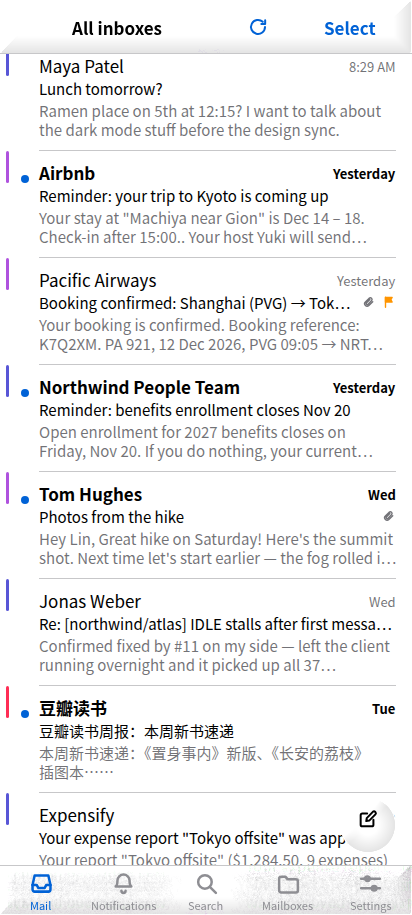 All inboxes
Select
Maya Patel 8:29 AM
Lunch tomorrow?
Ramen place on 5th at 12:15? I want to talk about
the dark mode stuff before the design sync.
Airbnb Yesterday
Reminder: your trip to Kyoto is coming up
Your stay at "Machiya near Gion" is Dec 14 – 18.
Check-in after 15:00.. Your host Yuki will send…
Pacific Airways Yesterday
Booking confirmed: Shanghai (PVG) → Tok…
Your booking is confirmed. Booking reference:
K7Q2XM. PA 921, 12 Dec 2026, PVG 09:05 → NRT…
Northwind People Team Yesterday
Reminder: benefits enrollment closes Nov 20
Open enrollment for 2027 benefits closes on
Friday, Nov 20. If you do nothing, your current…
Tom Hughes Wed
Photos from the hike
Hey Lin, Great hike on Saturday! Here's the summit
shot. Next time let's start earlier — the fog rolled i…
Jonas Weber Wed
Re: [northwind/atlas] IDLE stalls after first messa…
Confirmed fixed by #11 on my side — left the client
running overnight and it picked up all 37…
豆瓣读书 Tue
豆瓣读书周报：本周新书速递
本周新书速递：《置身事内》新版、《长安的荔枝》
插图本……
Expensify
Your expense report "Tokyo offsite" was app
Your report "Tokyo offsite" ($1,284.50, 9 expenses)
Mail Notifications Search Mailboxes Settings